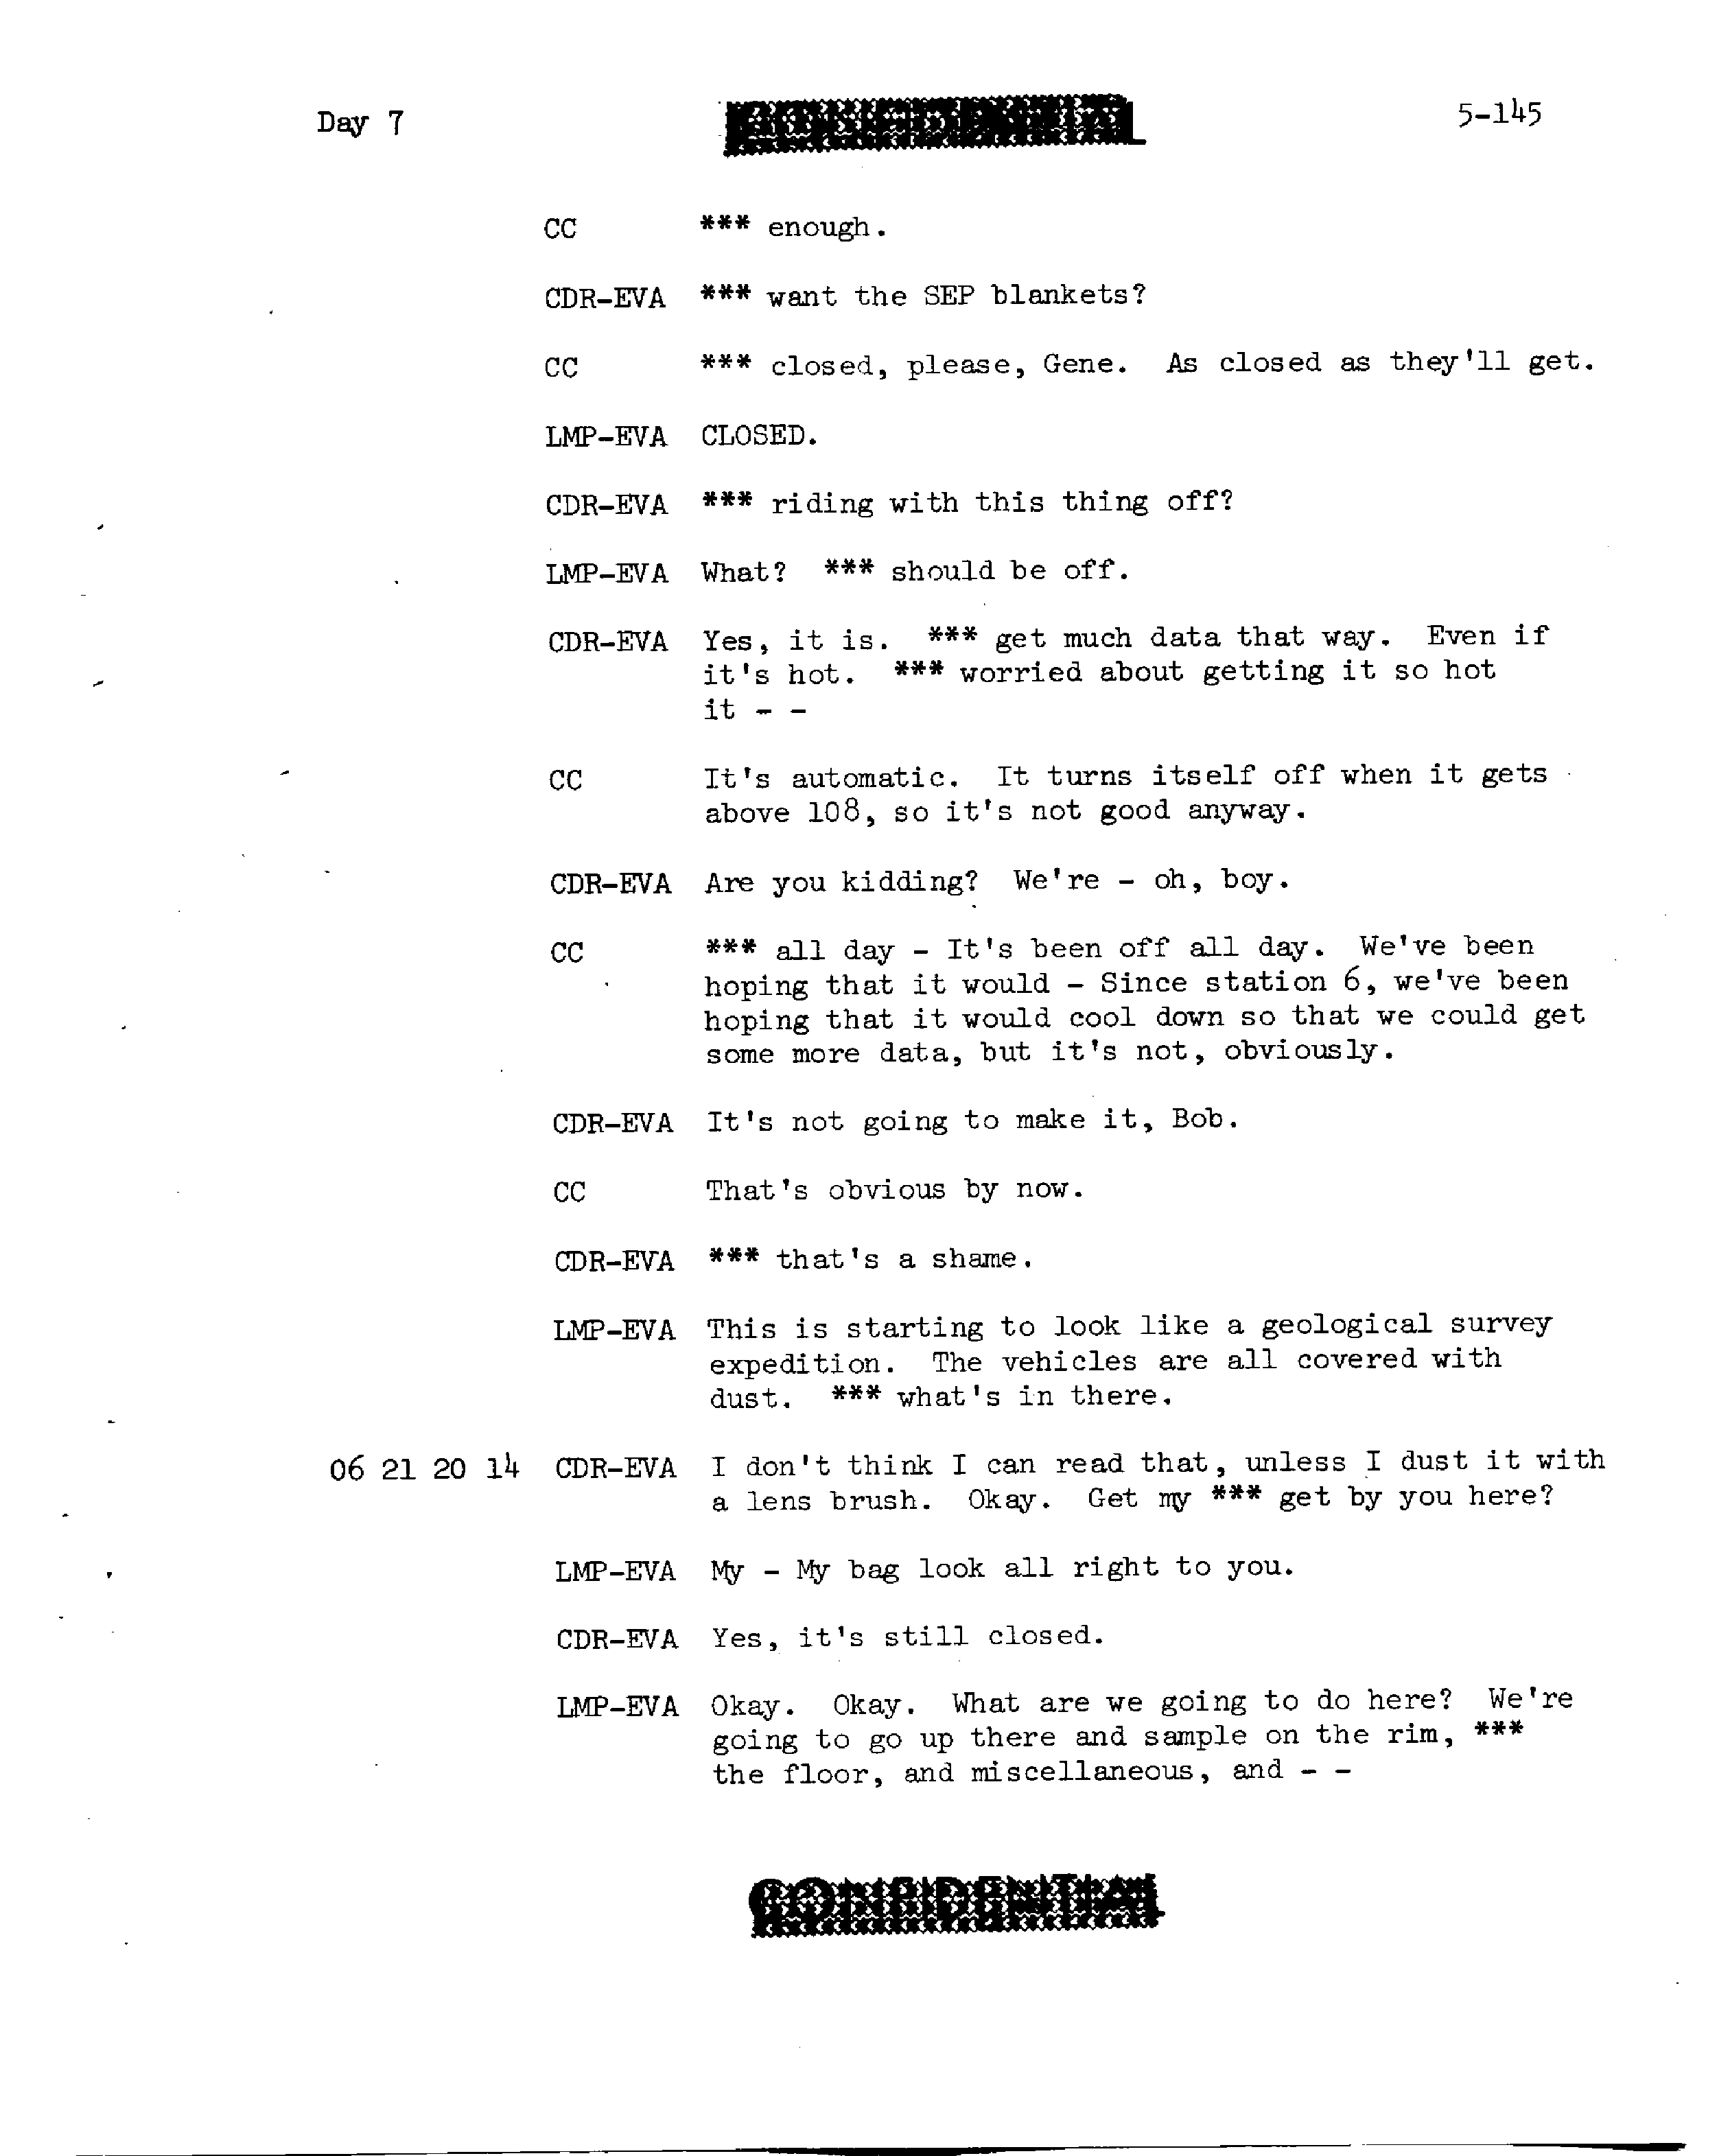 Day 7
CONFIDENTIAL
5-145
CC *** enough.
CDR-EVA *** want the SEP blankets?
CC *** closed, please, Gene. As closed as they'll get.
LMP-EVA CLOSED.
CDR-EVA *** riding with this thing off?
LMP-EVA What? *** should be off.
CDR-EVA Yes, it is. *** get much data that way. Even if
it's hot. *** worried about getting it so hot
it - -
CC It's automatic. It turns itself off when it gets
above 108, so it's not good anyway.
CDR-EVA Are you kidding? We're - oh, boy.
CC *** all day - It's been off all day. We've been
hoping that it would - Since station 6, we've been
hoping that it would cool down so that we could get
some more data, but it's not, obviously.
CDR-EVA It's not going to make it, Bob.
CC That's obvious by now.
CDR-EVA *** that's a shame.
LMP-EVA This is starting to look like a geological survey
expedition. The vehicles are all covered with
dust. *** what's in there.
06 21 20 14 CDR-EVA I don't think I can read that, unless I dust it with
a lens brush. Okay. Get my *** get by you here?
LMP-EVA My - My bag look all right to you.
CDR-EVA Yes, it's still closed.
LMP-EVA Okay. Okay. What are we going to do here? We're
going to go up there and sample on the rim, ***
the floor, and miscellaneous, and - -
CONFIDENTIAL